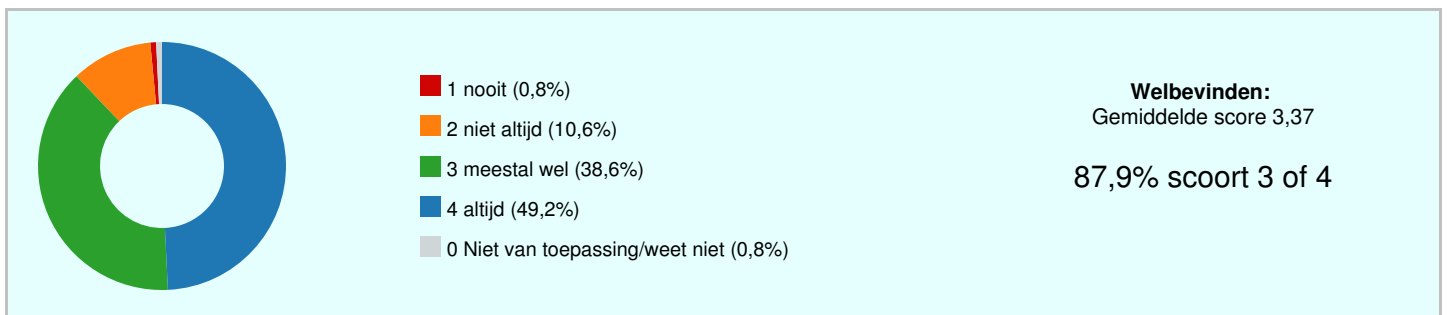 1 nooit (0,8%)
2 niet altijd (10,6%)
3 meestal wel (38,6%)
4 altijd (49,2%)
0 Niet van toepassing/weet niet (0,8%)
Welbevinden:
Gemiddelde score 3,37
87,9% scoort 3 of 4